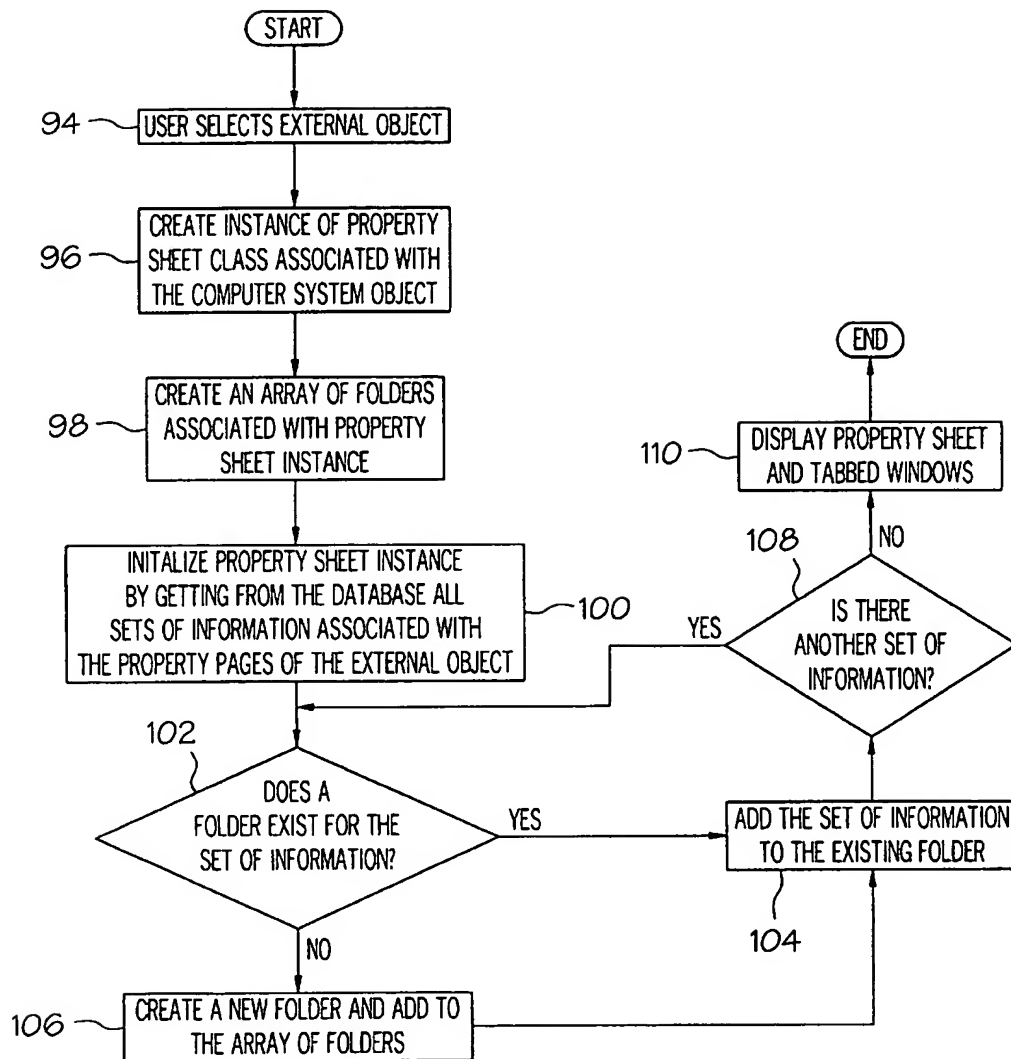 START
94
USER SELECTS EXTERNAL OBJECT
96
CREATE INSTANCE OF PROPERTY
SHEET CLASS ASSOCIATED WITH
THE COMPUTER SYSTEM OBJECT
98
CREATE AN ARRAY OF FOLDERS
ASSOCIATED WITH PROPERTY
SHEET INSTANCE
INITALIZE PROPERTY SHEET INSTANCE
BY GETTING FROM THE DATABASE ALL
SETS OF INFORMATION ASSOCIATED WITH
THE PROPERTY PAGES OF THE EXTERNAL OBJECT
100
102
DOES A
FOLDER EXIST FOR THE
SET OF INFORMATION?
YES
NO
106
CREATE A NEW FOLDER AND ADD TO
THE ARRAY OF FOLDERS
ADD THE SET OF INFORMATION
TO THE EXISTING FOLDER
104
108
IS THERE
ANOTHER SET OF
INFORMATION?
YES
NO
110
DISPLAY PROPERTY SHEET
AND TABBED WINDOWS
END